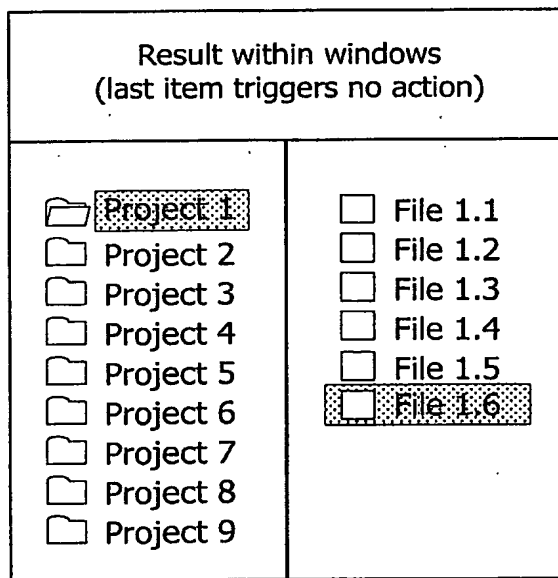 Result within windows
(last item triggers no action)
Project 1
Project 2
Project 3
Project 4
Project 5
Project 6
Project 7
Project 8
Project 9
File 1.1
File 1.2
File 1.3
File 1.4
File 1.5
File 1.6